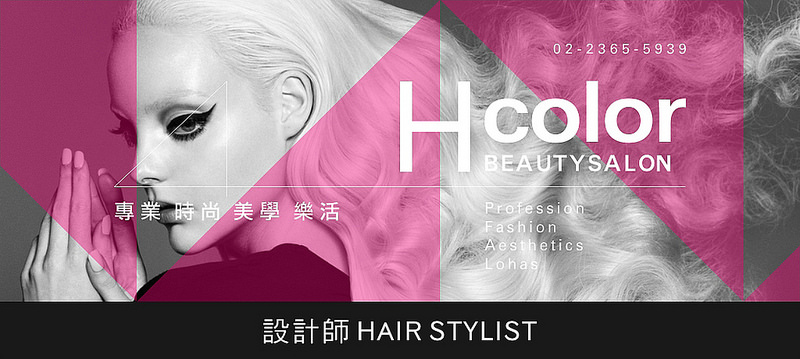 02-2365-5939
Hcolor
BEAUTYSALON
專業 時尚 美學 樂活
Profession
Fashion
Aesthetics
Lohas
設計師 HAIR STYLIST